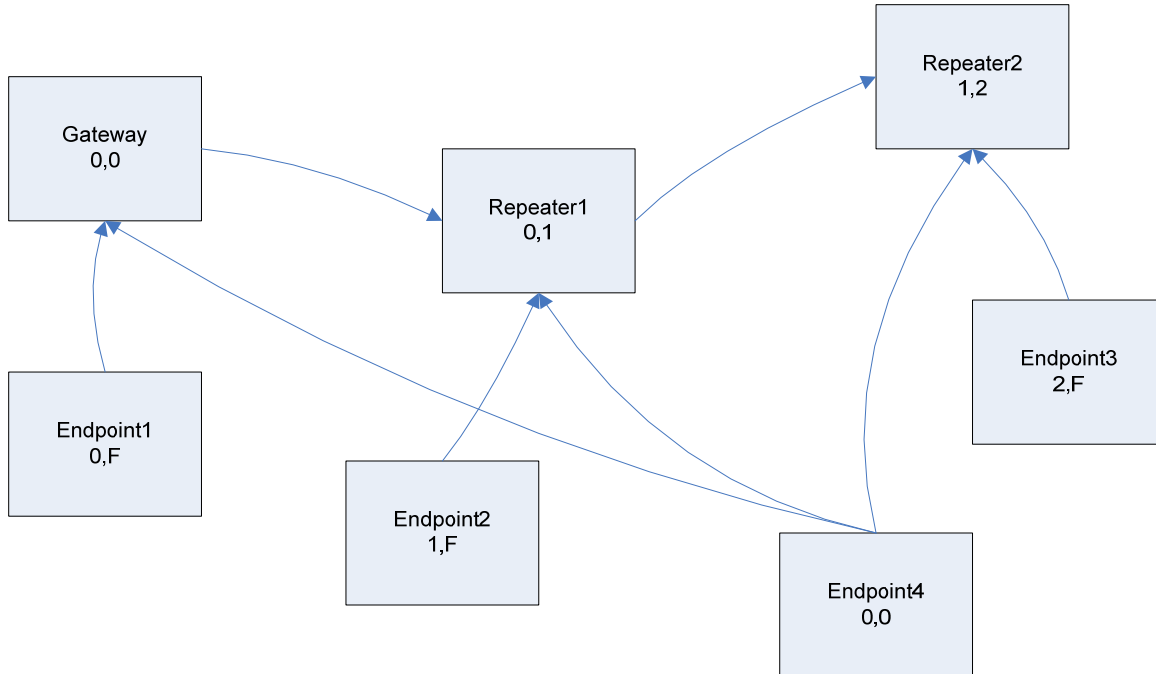 Repeater2
1,2
Gateway
0,0
Repeater1
0,1
Endpoint3
2,F
Endpoint1
0,F
Endpoint2
1,F
Endpoint4
0,0